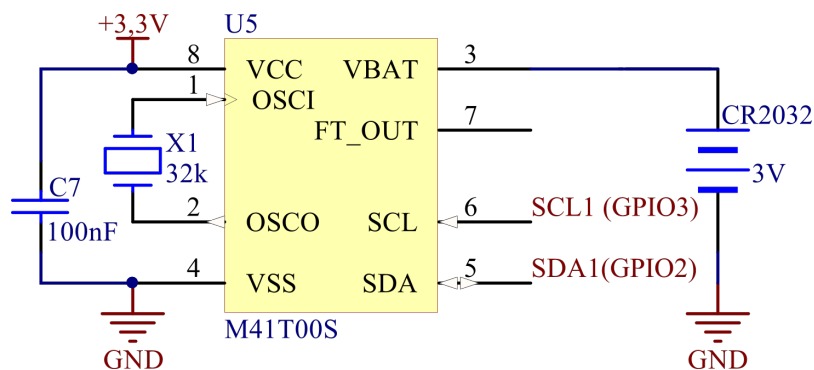 +3,3V
U5
8
VCC
VBAT
3
1
OSCI
CR2032
FT_OUT
7
X1
32k
3V
C7
100nF
2
OSCO
SCL
6
SCL1 (GPIO3)
4
VSS
SDA
5
SDA1(GPIO2)
M41T00S
GND
GND